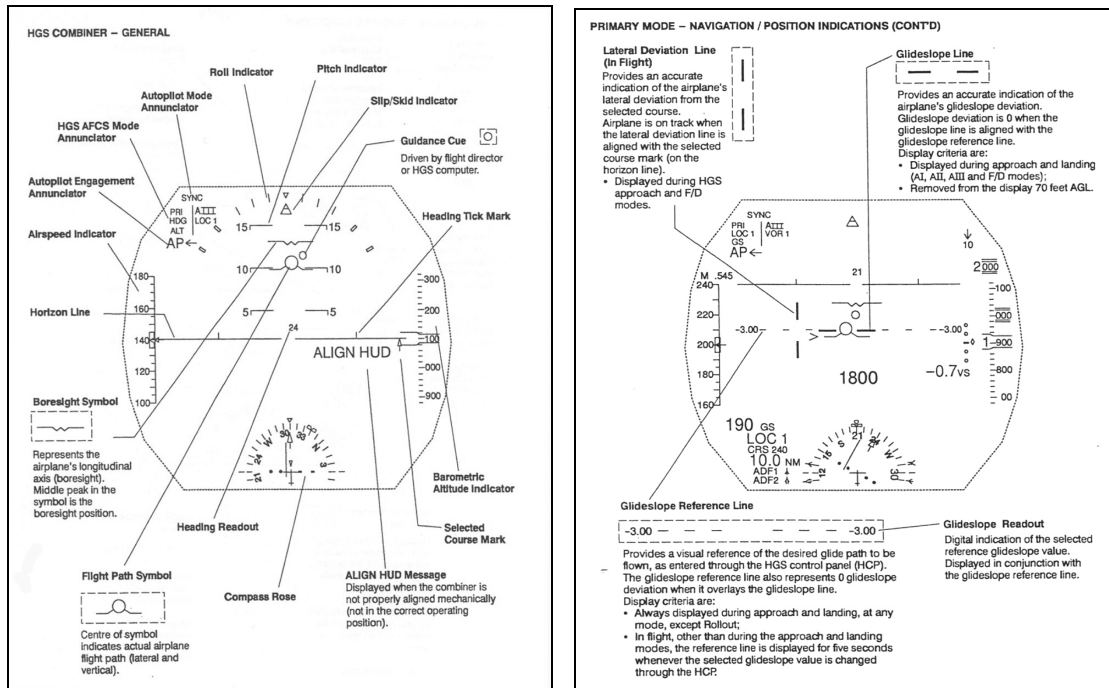 HGS COMBINER – GENERAL
Roll Indicator
Pitch Indicator
Autopilot Mode
Annunciator
Slip/Skid Indicator
HGS AFCS Mode
Annunciator
Guidance Cue
Driven by flight director
or HGS computer.
Autopilot Engagement
Annunciator
Heading Tick Mark
Airspeed Indicator
SYNC
PRI
HDG
ALT
AIII
LOC 1
AP←
15 15
10 10
5 5
24
180
160
140
120
100
300
200
100
000
900
Horizon Line
ALIGN HUD
Boresight Symbol
Represents the
airplane's longitudinal
axis (boresight).
Middle peak in the
symbol is the
boresight position.
21 24 W 30 33 N 3
Barometric
Altitude Indicator
Heading Readout
Selected
Course Mark
Flight Path Symbol
Centre of symbol
indicates actual airplane
flight path (lateral and
vertical).
Compass Rose
ALIGN HUD Message
Displayed when the combiner is
not properly aligned mechanically
(not in the correct operating
position).
PRIMARY MODE – NAVIGATION / POSITION INDICATIONS (CONT'D)
Lateral Deviation Line
(In Flight)
Provides an accurate
indication of the airplane's
lateral deviation from the
selected course.
Airplane is on track when
the lateral deviation line is
aligned with the selected
course mark (on the
horizon line).
• Displayed during HGS
approach and F/D
modes.
Glideslope Line
Provides an accurate indication of the
airplane's glideslope deviation.
Glideslope deviation is 0 when the
glideslope line is aligned with the
glideslope reference line.
Display criteria are:
• Displayed during approach and landing
(AI, AII, AIII and F/D modes);
• Removed from the display 70 feet AGL.
SYNC
PRI
LOC 1
GS
AIII
VOR 1
AP←
10
2000
M .545
21
240
220
200
180
160
100
000
1–900
800
00
–3.00 –3.00
–0.7VS
1800
190 GS
LOC 1
CRS 240
10.0 NM
ADF1
ADF2
12 15 S 21 24 W 30
Glideslope Reference Line
–3.00 — — — — — — –3.00
Provides a visual reference of the desired glide path to be
flown, as entered through the HGS control panel (HCP).
The glideslope reference line also represents 0 glideslope
deviation when it overlays the glideslope line.
Display criteria are:
• Always displayed during approach and landing, at any
mode, except Rollout;
• In flight, other than during the approach and landing
modes, the reference line is displayed for five seconds
whenever the selected glideslope value is changed
through the HCP.
Glideslope Readout
Digital indication of the selected
reference glideslope value.
Displayed in conjunction with
the glideslope reference line.